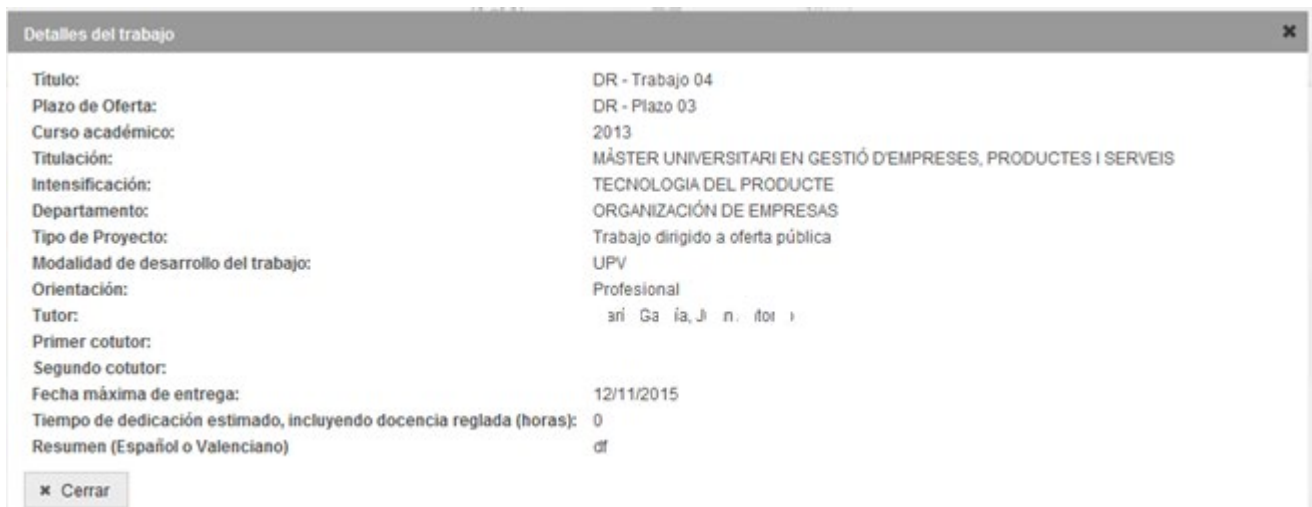 Detalles del trabajo
Título: DR - Trabajo 04
Plazo de Oferta: DR - Plazo 03
Curso académico: 2013
Titulación: MÀSTER UNIVERSITARI EN GESTIÓ D'EMPRESES, PRODUCTES I SERVEIS
Intensificación: TECNOLOGIA DEL PRODUCTE
Departamento: ORGANIZACIÓN DE EMPRESAS
Tipo de Proyecto: Trabajo dirigido a oferta pública
Modalidad de desarrollo del trabajo: UPV
Orientación: Profesional
Tutor:
Primer cotutor:
Segundo cotutor:
Fecha máxima de entrega: 12/11/2015
Tiempo de dedicación estimado, incluyendo docencia reglada (horas): 0
Resumen (Español o Valenciano) df
Cerrar